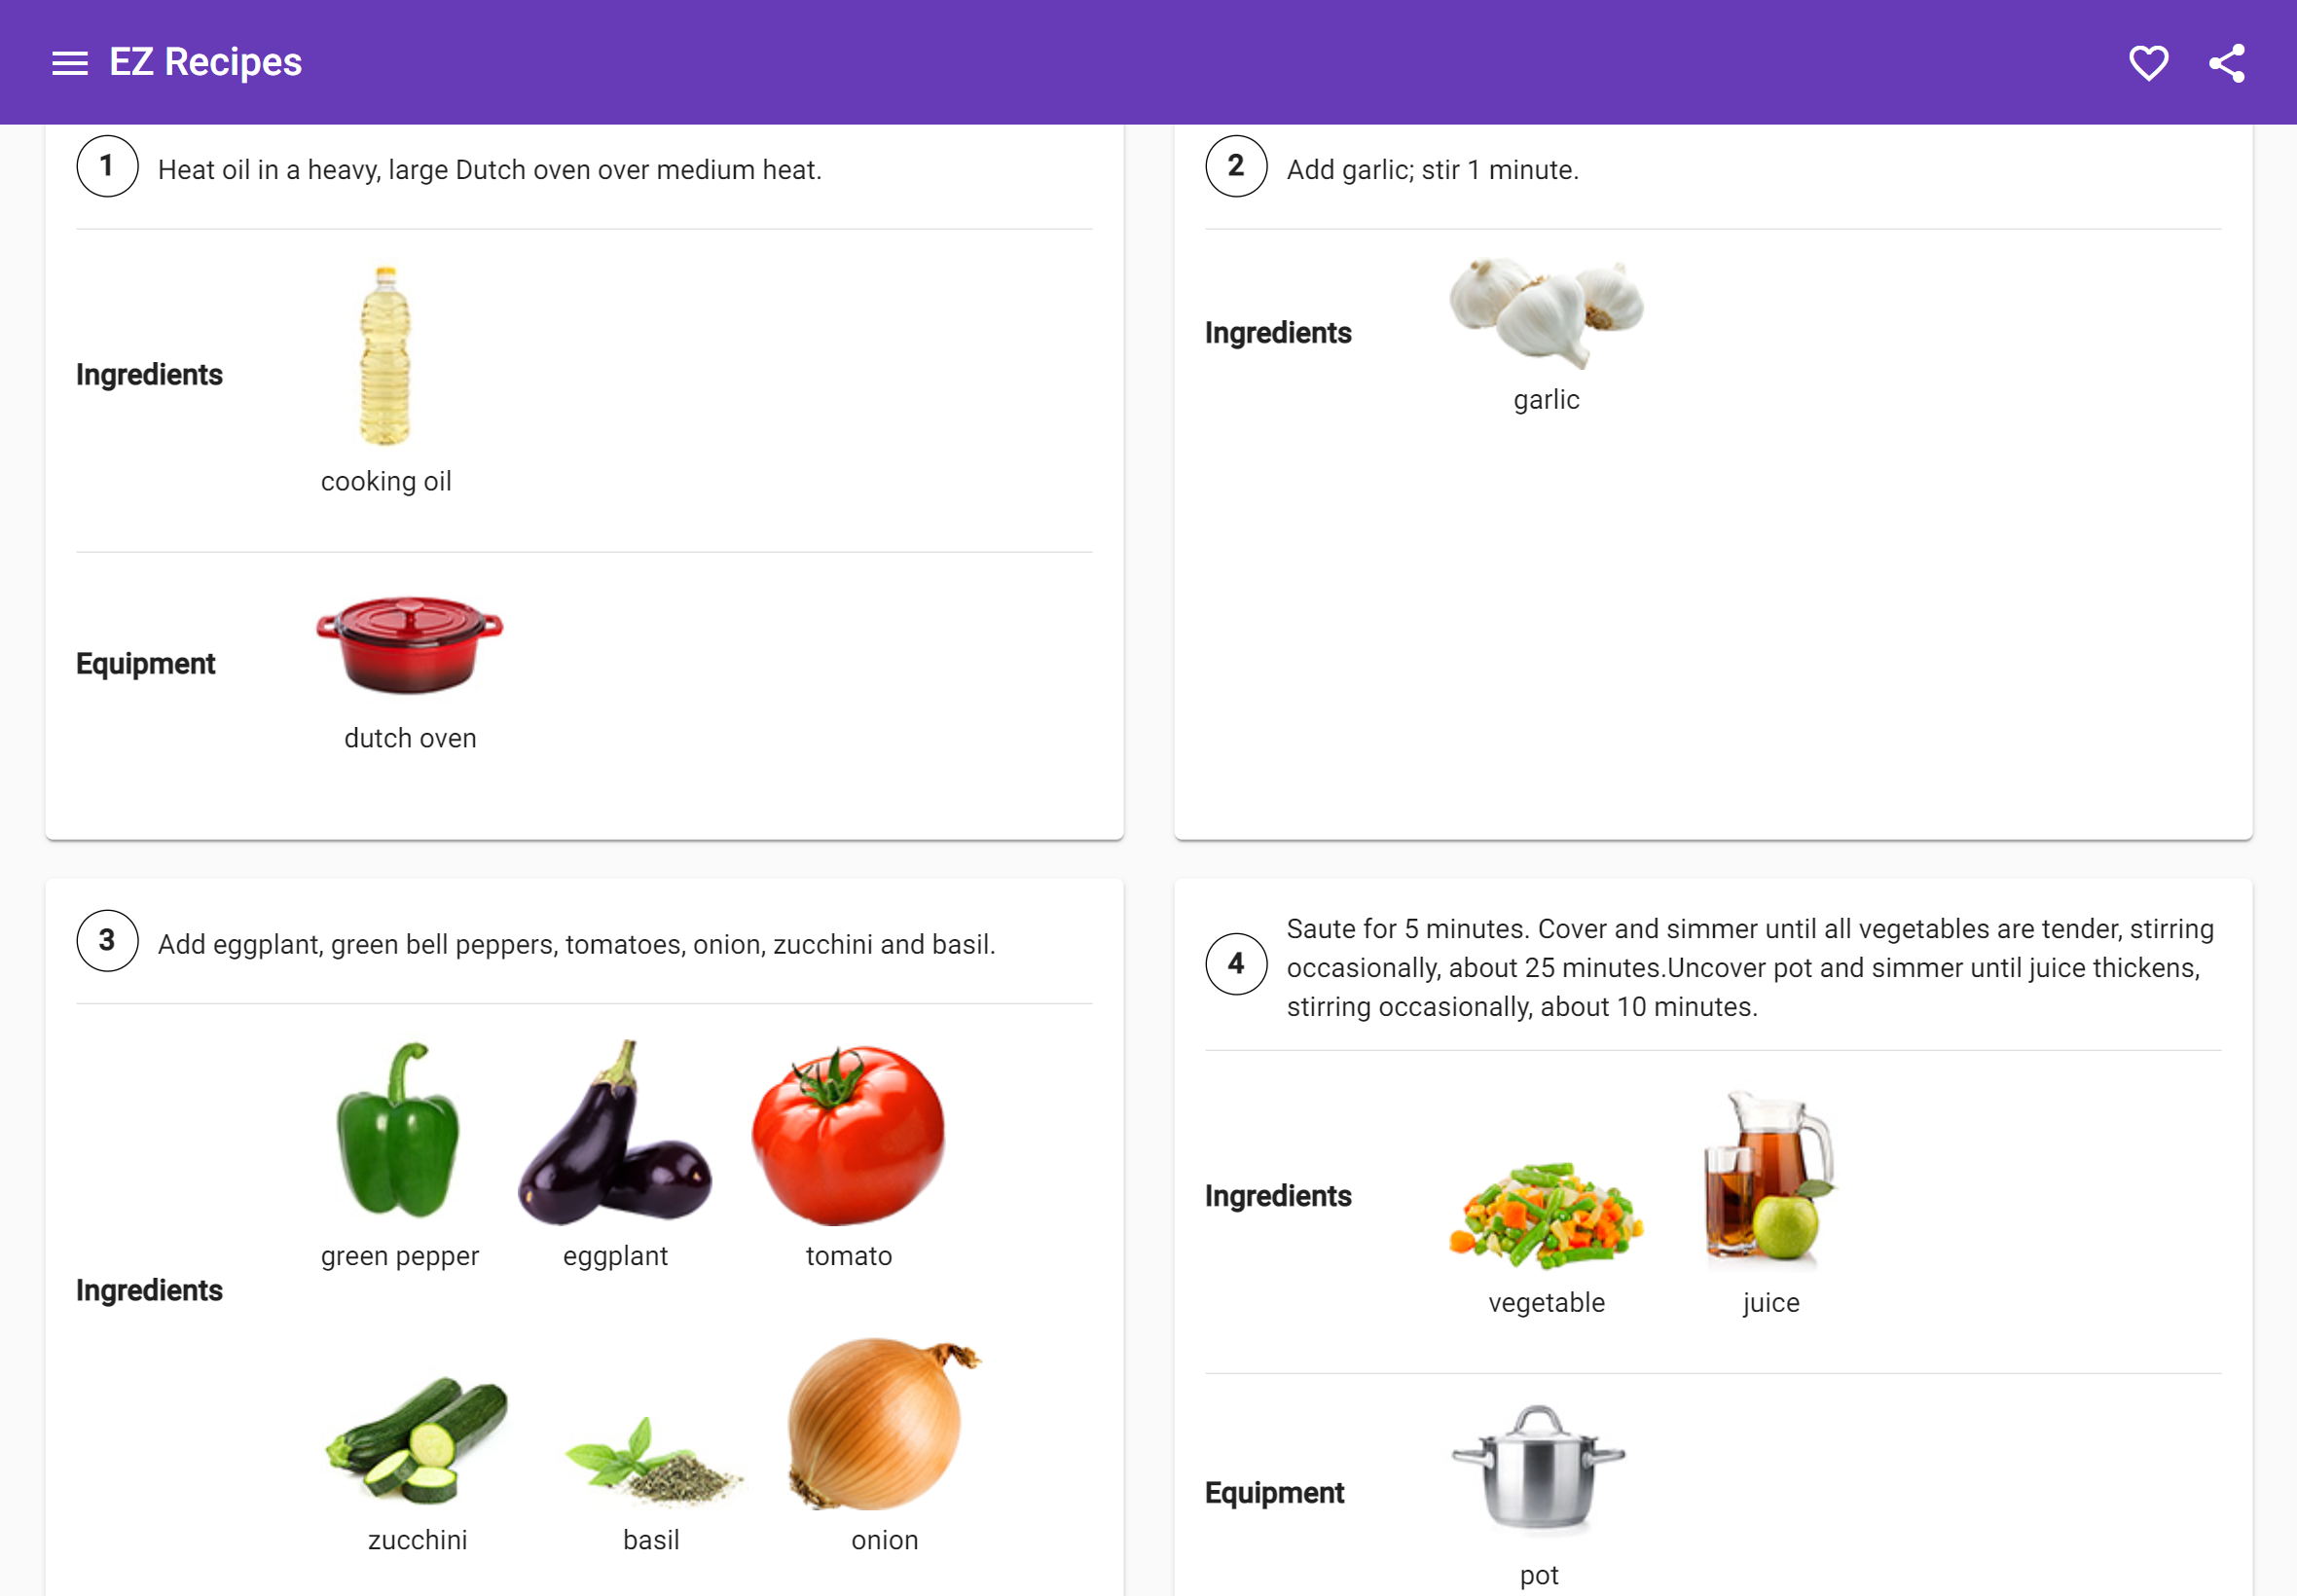 EZ Recipes
1 Heat oil in a heavy, large Dutch oven over medium heat.
Ingredients
cooking oil
Equipment
dutch oven
2 Add garlic; stir 1 minute.
Ingredients
garlic
3 Add eggplant, green bell peppers, tomatoes, onion, zucchini and basil.
Ingredients
green pepper eggplant tomato
zucchini basil onion
4 Saute for 5 minutes. Cover and simmer until all vegetables are tender, stirring
occasionally, about 25 minutes.Uncover pot and simmer until juice thickens,
stirring occasionally, about 10 minutes.
Ingredients
vegetable juice
Equipment
pot